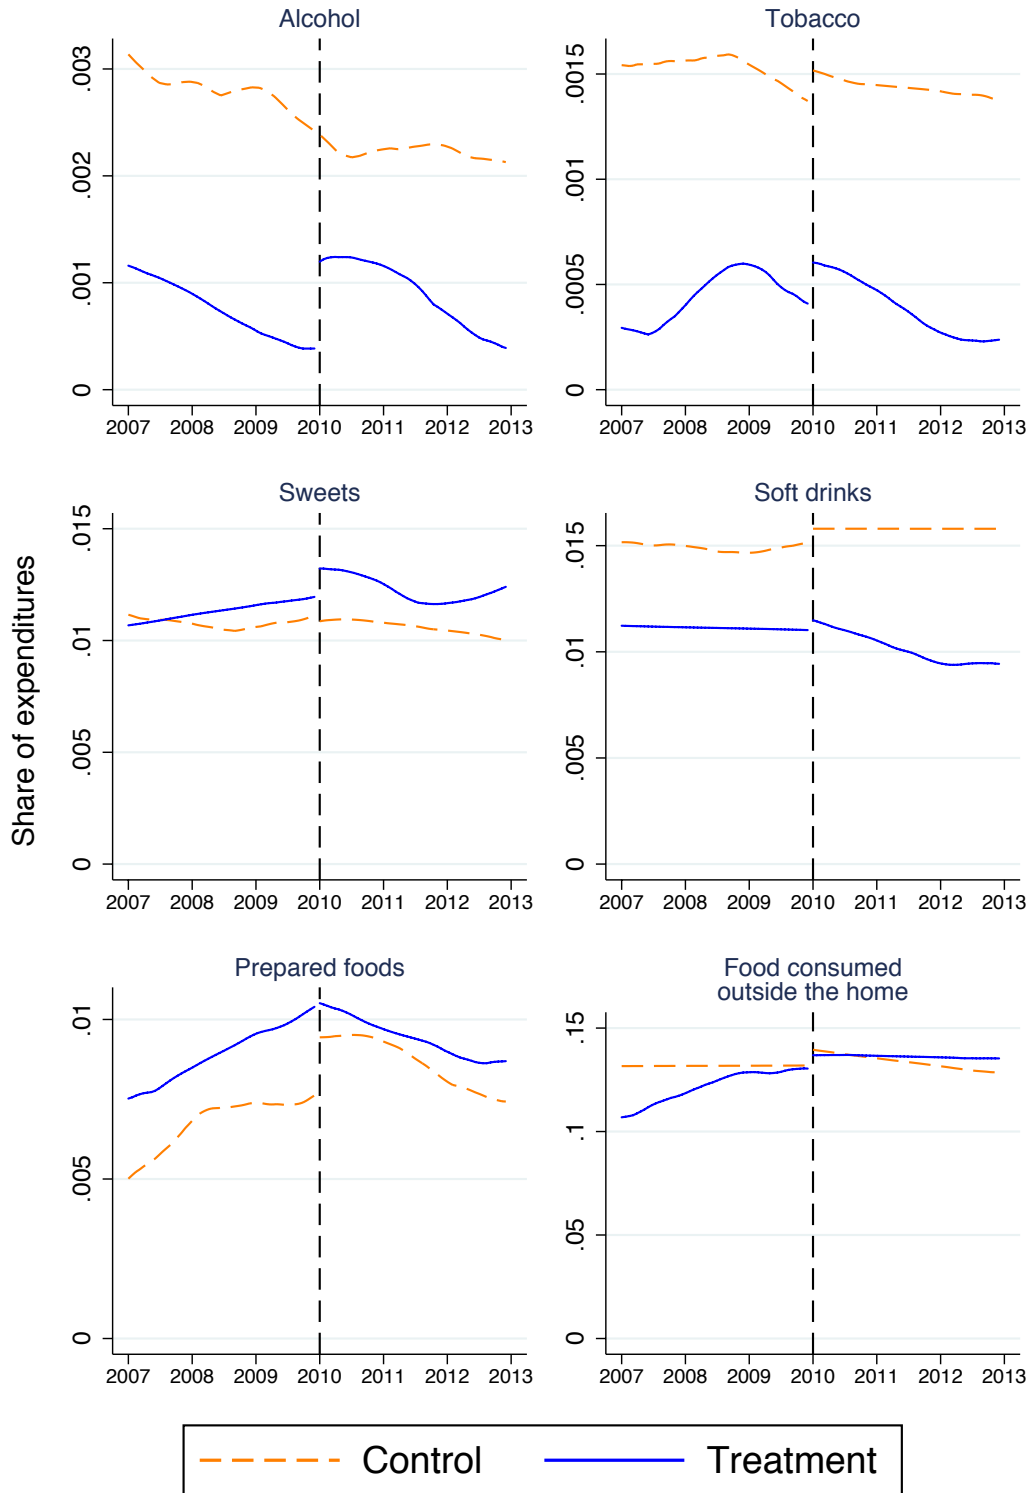 Alcohol
.003
.002
.001
0
2007 2008 2009 2010 2011 2012 2013
Tobacco
.0015
.001
.0005
0
2007 2008 2009 2010 2011 2012 2013
Share of expenditures
Sweets
.015
.01
.005
0
2007 2008 2009 2010 2011 2012 2013
Soft drinks
.015
.01
.005
0
2007 2008 2009 2010 2011 2012 2013
Prepared foods
.01
.005
0
2007 2008 2009 2010 2011 2012 2013
Food consumed
outside the home
.15
.1
.05
0
2007 2008 2009 2010 2011 2012 2013
Control Treatment